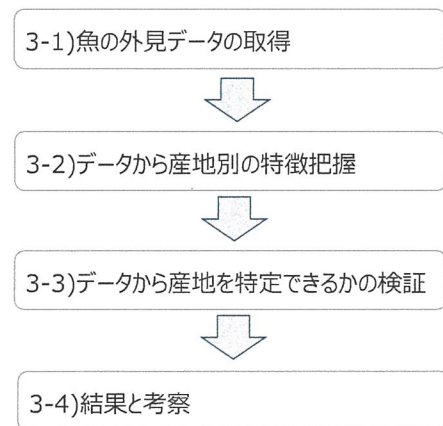 3-1)魚の外見データの取得
3-2)データから産地別の特徴把握
3-3)データから産地を特定できるかの検証
3-4)結果と考察